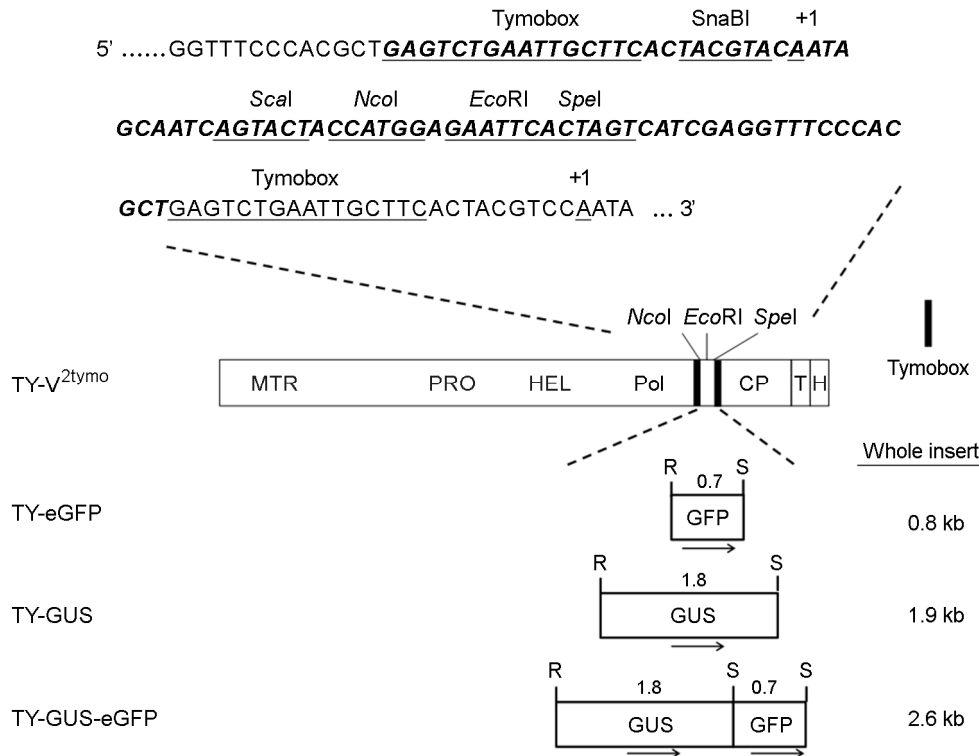 Tymobox SnaBI +1
5' ......GGTTTCCCACGCTGAGTCTGAATTGCTTCACTACGTACAATA
ScaI NcoI EcoRI SpeI
GCAATCAGTACTACCATGGAGAATTCACTAGTCATCGAGGTTTCCCAC
Tymobox +1
GCTGAGTCTGAATTGCTTCACTACGTCCAATA ... 3'
NcoI EcoRI SpeI
Tymobox
TY-V2tymo MTR PRO HEL Pol CP T H
Whole insert
R 0.7 S
TY-eGFP GFP 0.8 kb
R 1.8 S
TY-GUS GUS 1.9 kb
R 1.8 S 0.7 S
TY-GUS-eGFP GUS GFP 2.6 kb